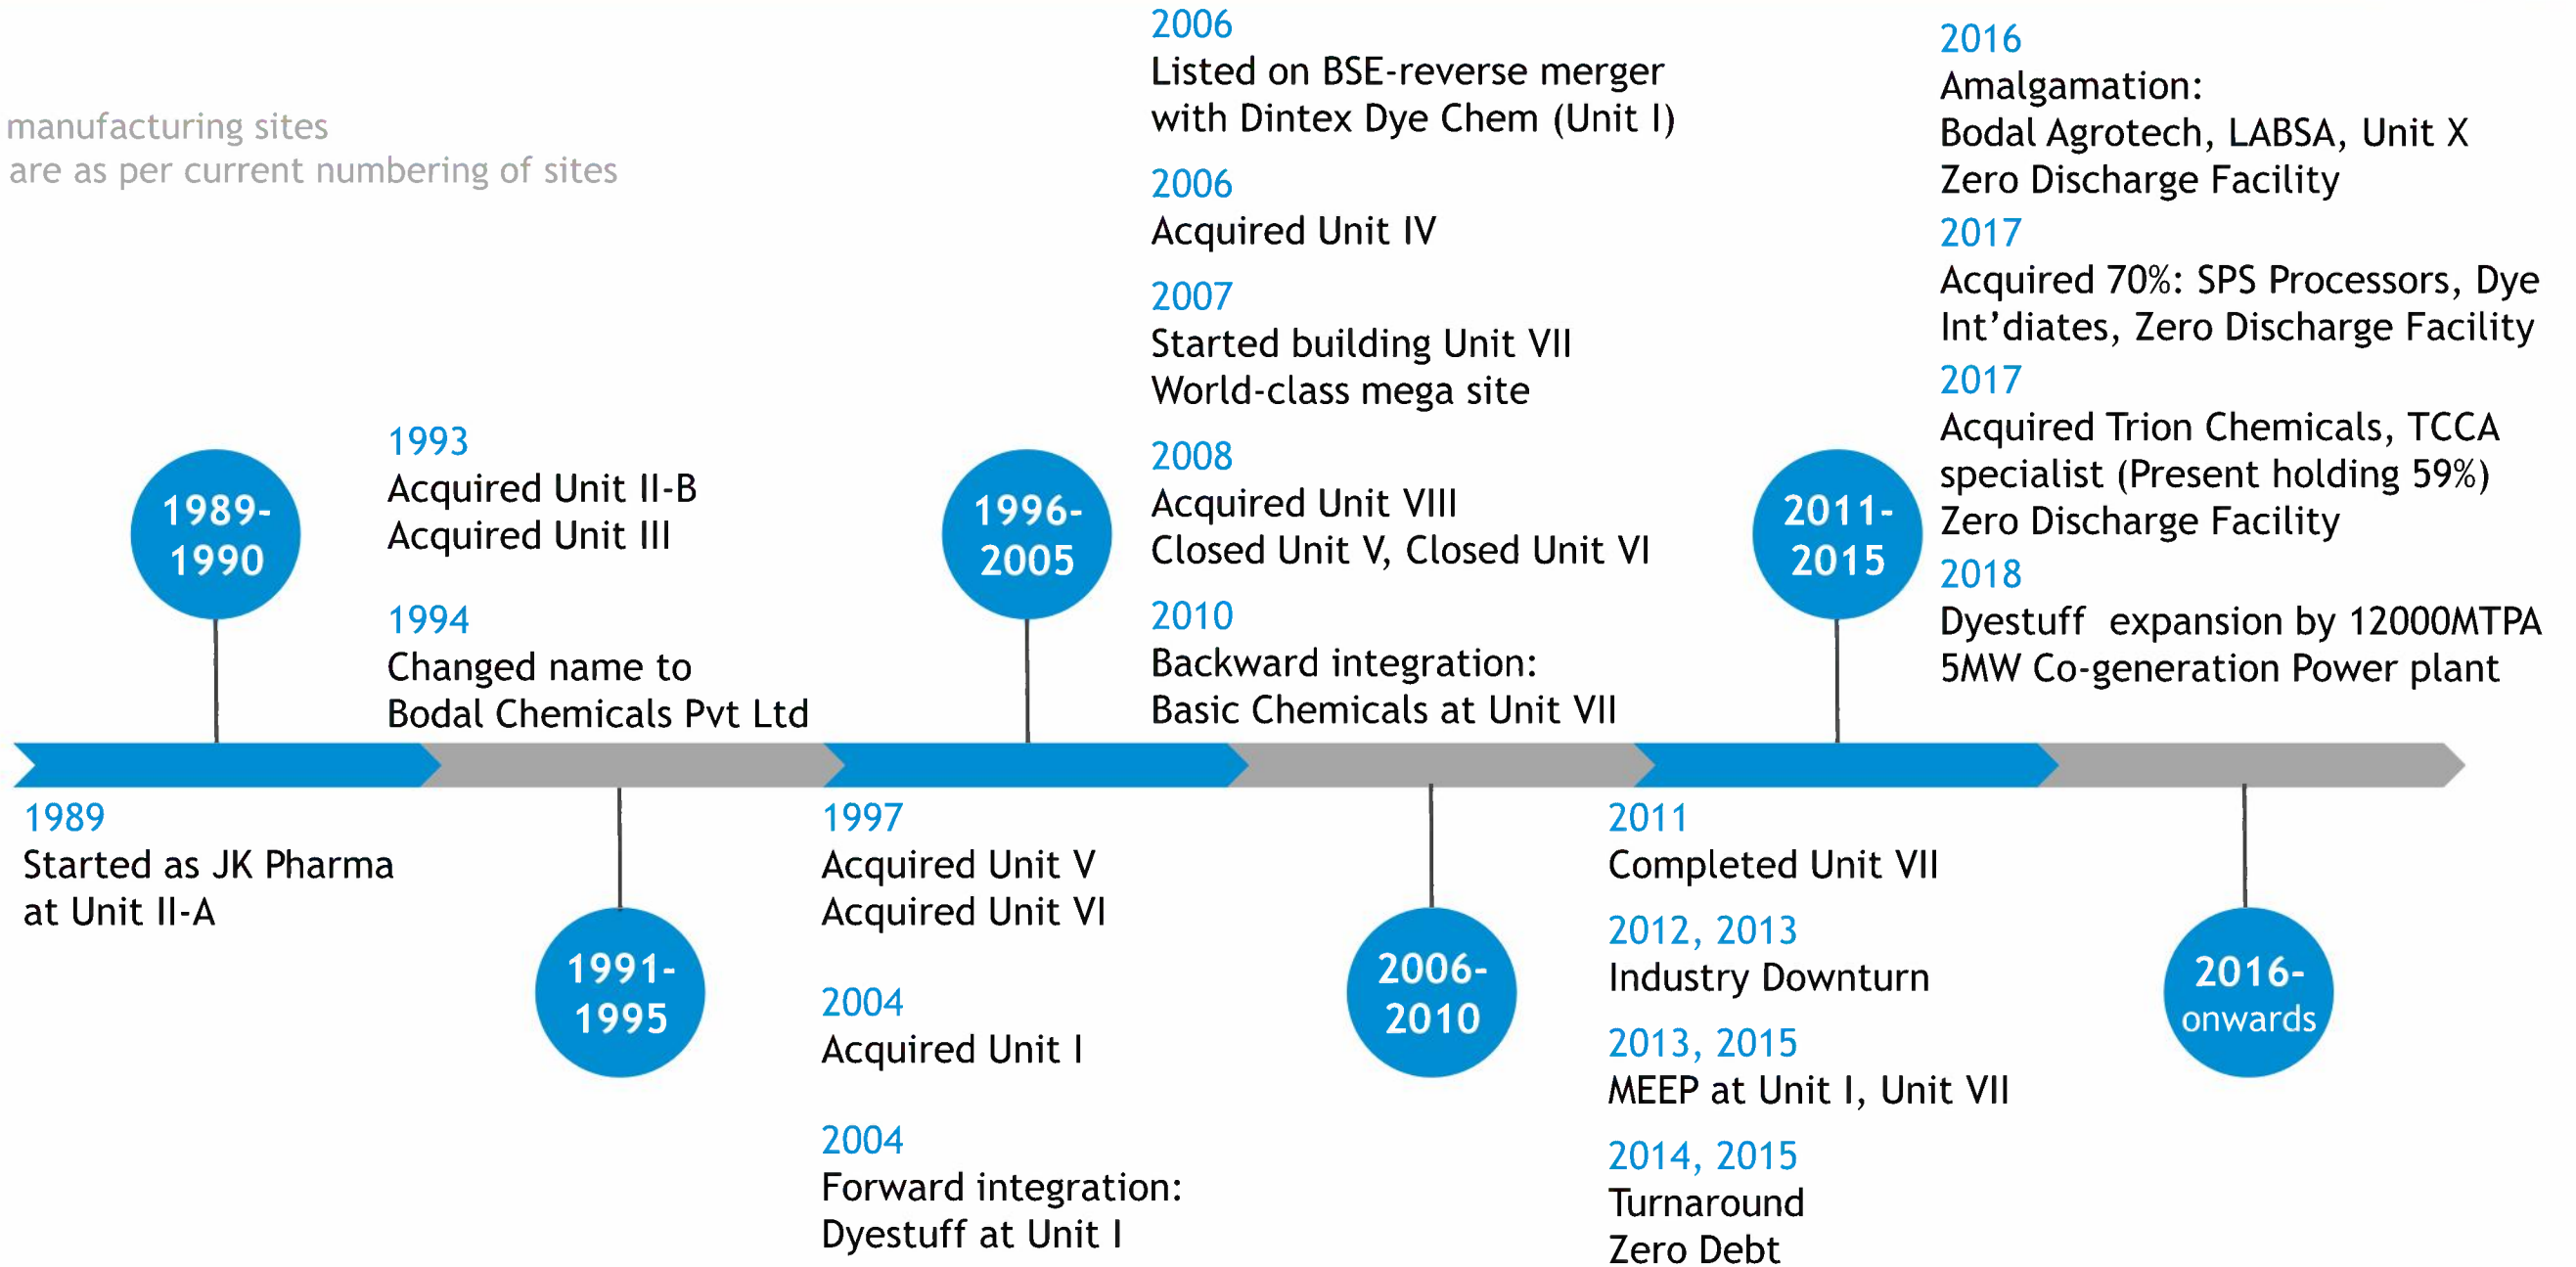 manufacturing sites
are as per current numbering of sites
1989-
1990
1989
Started as JK Pharma
at Unit II-A
1993
Acquired Unit II-B
Acquired Unit III
1994
Changed name to
Bodal Chemicals Pvt Ltd
1991-
1995
1996-
2005
1997
Acquired Unit V
Acquired Unit VI
2004
Acquired Unit I
2004
Forward integration:
Dyestuff at Unit I
2006
Listed on BSE-reverse merger
with Dintex Dye Chem (Unit I)
2006
Acquired Unit IV
2007
Started building Unit VII
World-class mega site
2008
Acquired Unit VIII
Closed Unit V, Closed Unit VI
2010
Backward integration:
Basic Chemicals at Unit VII
2006-
2010
2011-
2015
2011
Completed Unit VII
2012, 2013
Industry Downturn
2013, 2015
MEEP at Unit I, Unit VII
2014, 2015
Turnaround
Zero Debt
2016
Amalgamation:
Bodal Agrotech, LABSA, Unit X
Zero Discharge Facility
2017
Acquired 70%: SPS Processors, Dye
Int'diates, Zero Discharge Facility
2017
Acquired Trion Chemicals, TCCA
specialist (Present holding 59%)
Zero Discharge Facility
2018
Dyestuff expansion by 12000MTPA
5MW Co-generation Power plant
2016-
onwards